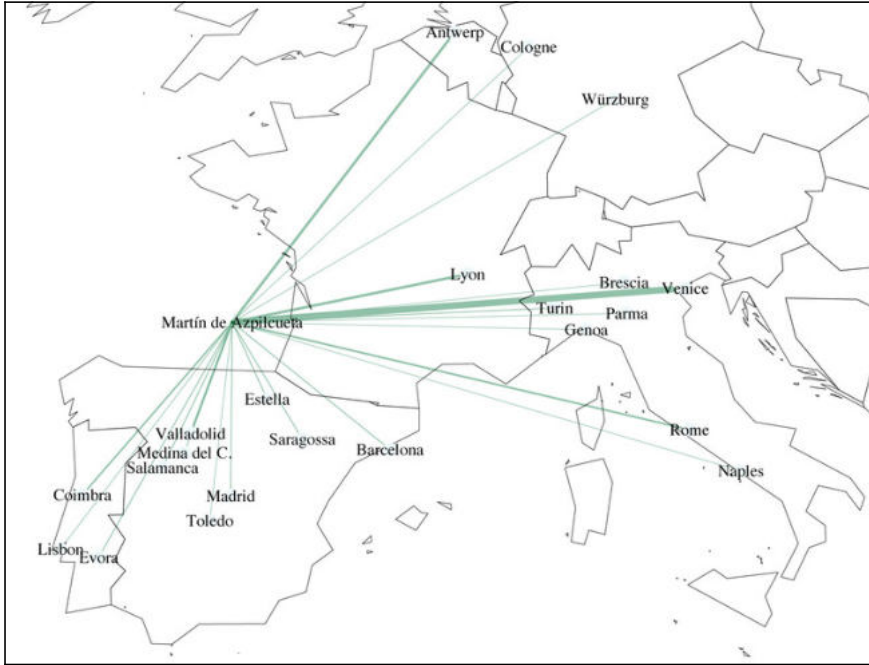 Antwerp
Cologne
Würzburg
Lyon
Brescia
Venice
Turin
Parma
Martín de Azpilcueta
Genoa
Estella
Valladolid
Saragossa
Rome
Medina del C.
Barcelona
Salamanca
Naples
Coimbra
Madrid
Toledo
Lisbon
Evora